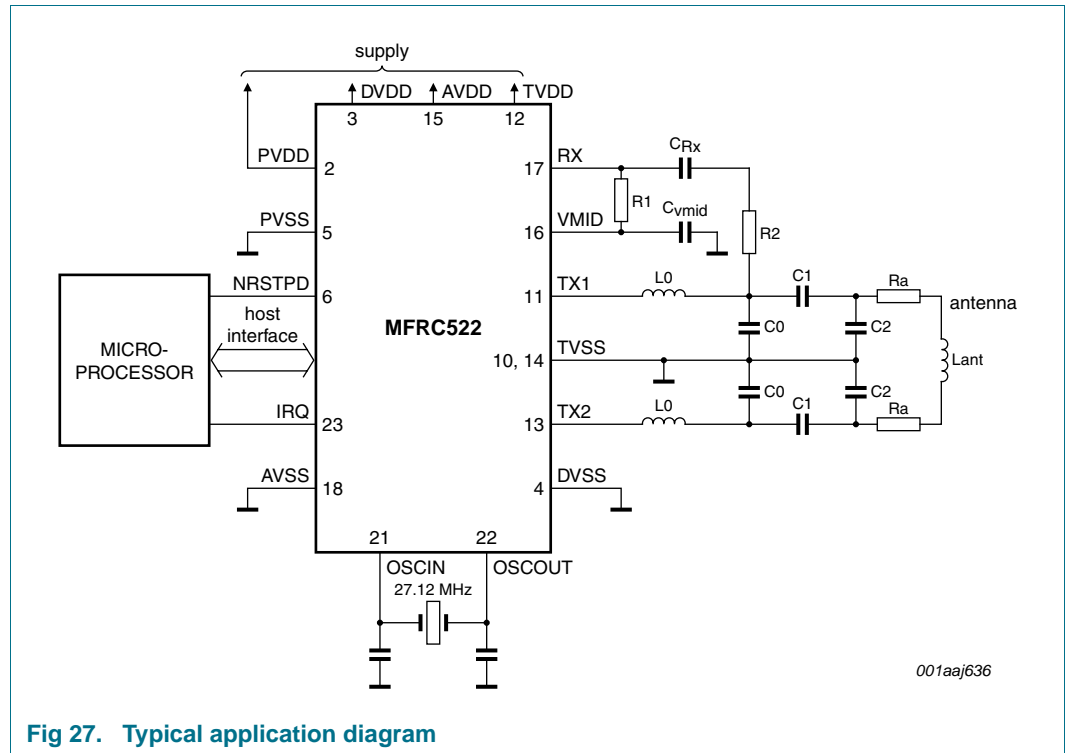 supply
DVDD
AVDD
TVDD
3
15
12
PVDD
2
17
RX
CRx
R1
PVSS
5
16
VMID
Cvmid
R2
NRSTPD
6
11
TX1
L0
C1
Ra
antenna
host
interface
MFRC522
C0
C2
MICRO-
PROCESSOR
10, 14
TVSS
Lant
C0
C2
IRQ
23
13
TX2
L0
C1
Ra
AVSS
18
4
DVSS
21
22
OSCIN
OSCOUT
27.12 MHz
001aaj636
Fig 27. Typical application diagram